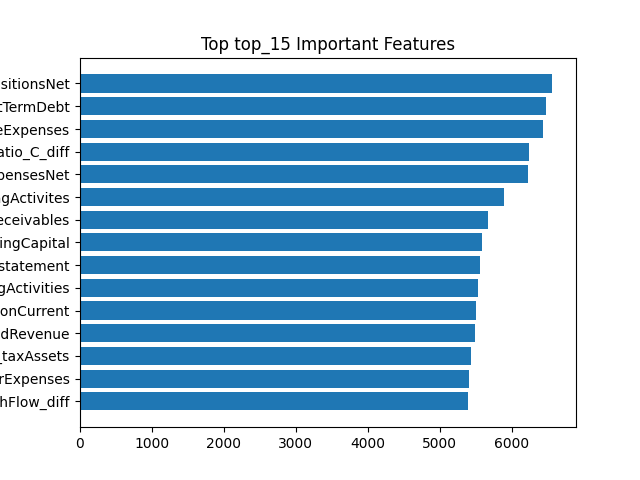 Top top_15 Important Features
sitionsNet
tTermDebt
eExpenses
atio_C_diff
pensesNet
gActivites
eceivables
ingCapital
statement
gActivities
onCurrent
dRevenue
_taxAssets
rExpenses
hFlow_diff
0 1000 2000 3000 4000 5000 6000